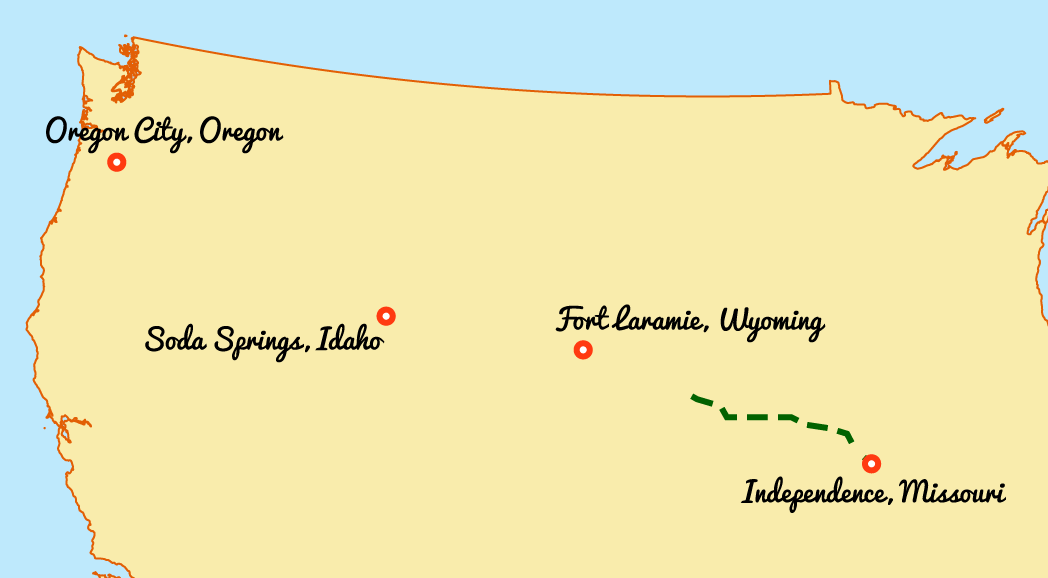 Oregon City, Oregon
Fort Laramie, Wyoming
Soda Springs, Idaho
Independence, Missouri